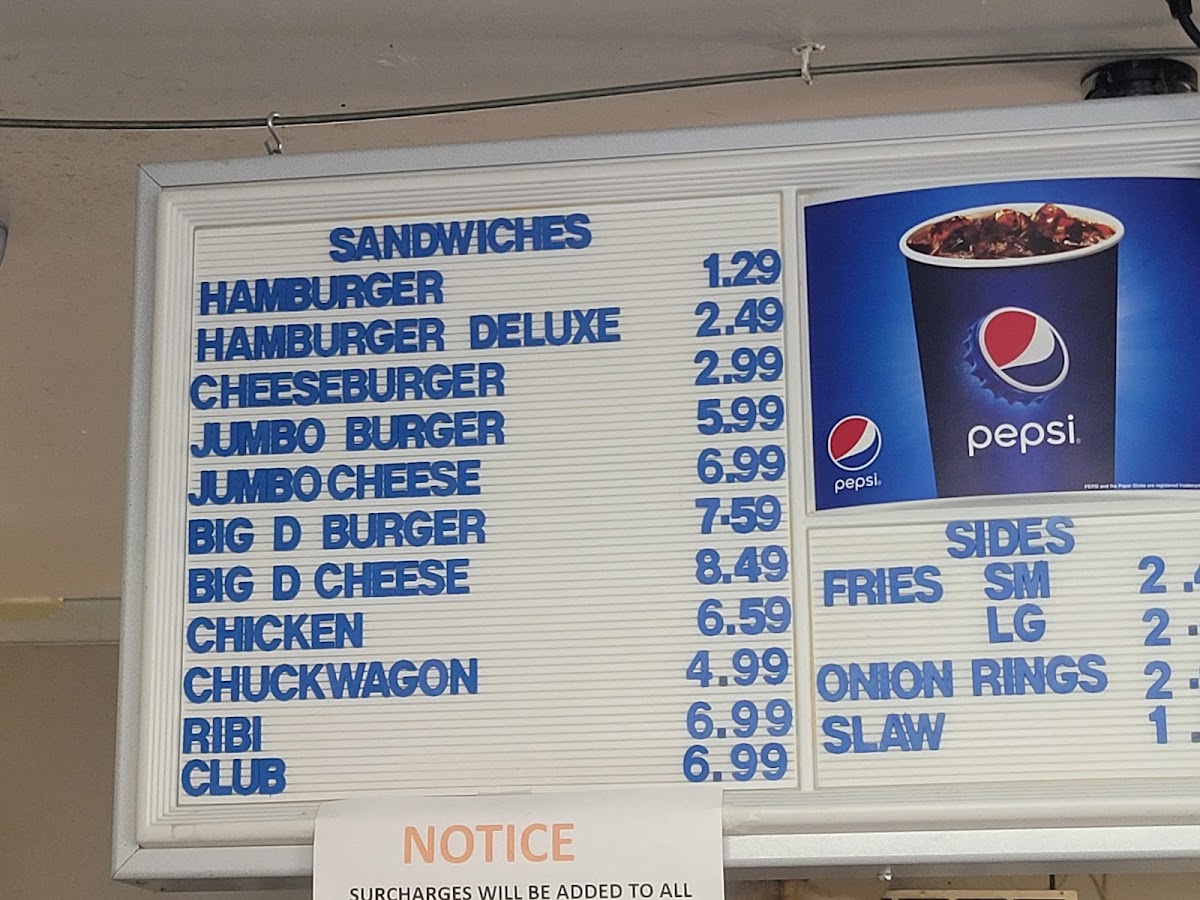 SANDWICHES
HAMBURGER 1.29
HAMBURGER DELUXE 2.49
CHEESEBURGER 2.99
JUMBO BURGER 5.99
JUMBO CHEESE 6.99
BIG D BURGER 7.59
BIG D CHEESE 8.49
CHICKEN 6.59
CHUCKWAGON 4.99
RIBI 6.99
CLUB 6.99
pepsi
pepsi
SIDES
FRIES SM 2.
LG 2.
ONION RINGS 2.
SLAW 1.
NOTICE
SURCHARGES WILL BE ADDED TO ALL